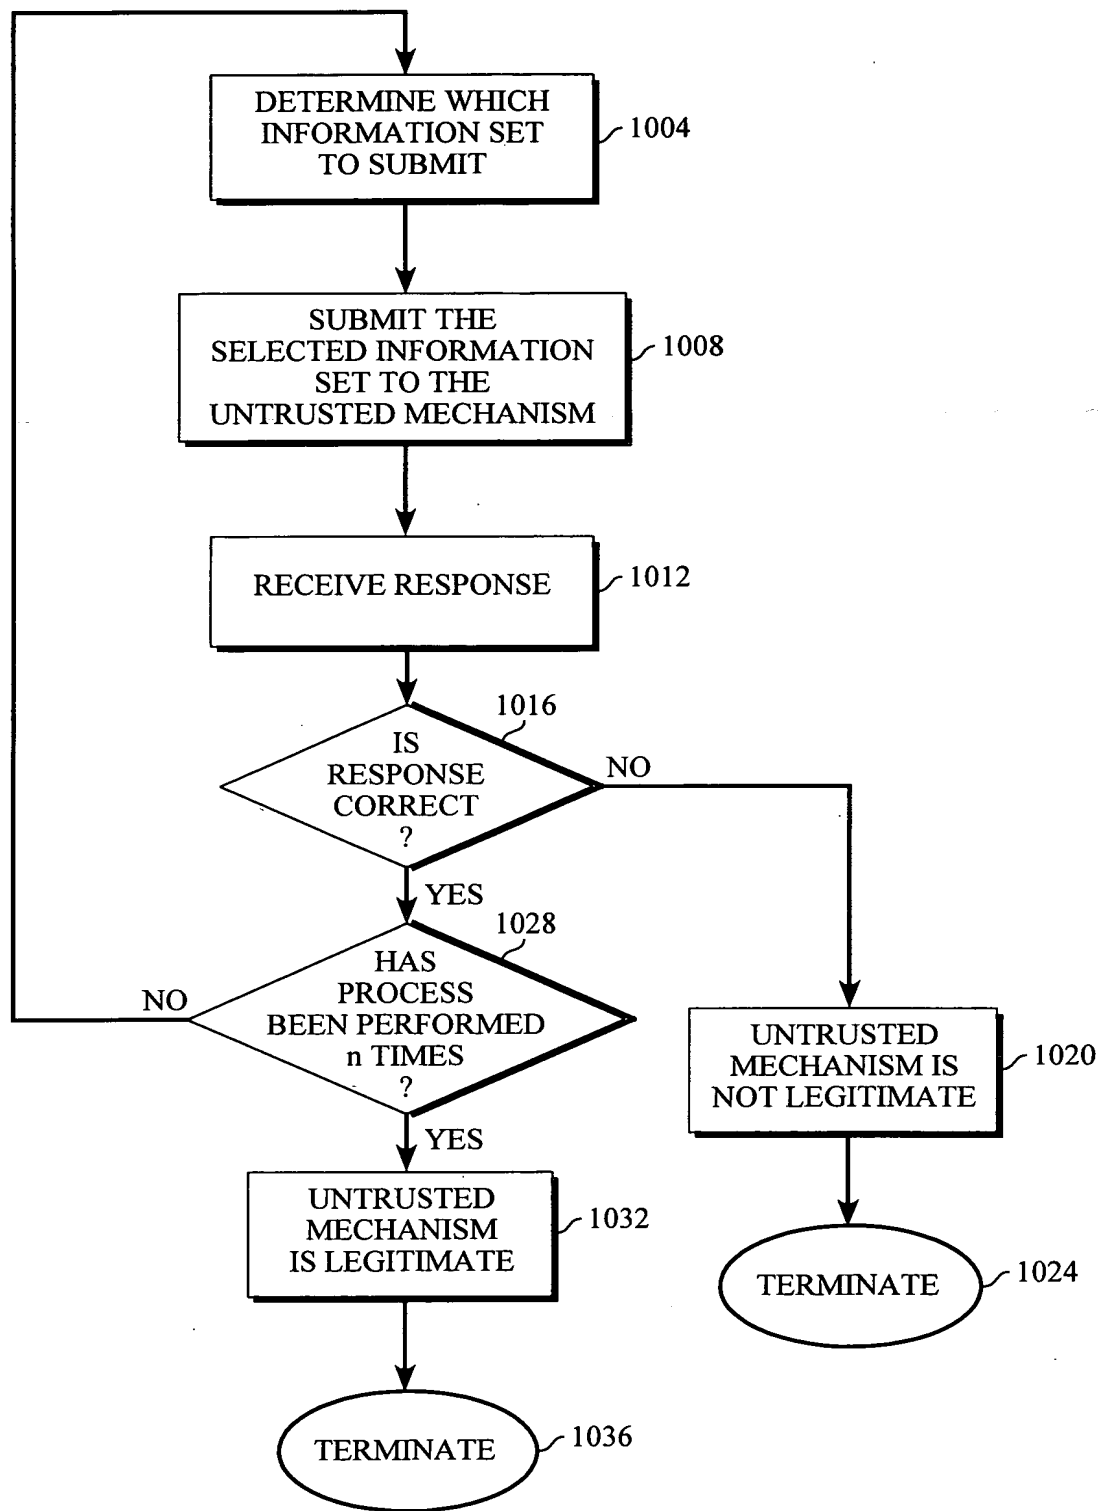 DETERMINE WHICH
INFORMATION SET
TO SUBMIT
1004
SUBMIT THE
SELECTED INFORMATION
SET TO THE
UNTRUSTED MECHANISM
1008
RECEIVE RESPONSE
1012
1016
IS
RESPONSE
CORRECT
?
NO
YES
1028
HAS
PROCESS
BEEN PERFORMED
n TIMES
?
NO
YES
UNTRUSTED
MECHANISM IS
NOT LEGITIMATE
1020
UNTRUSTED
MECHANISM
IS LEGITIMATE
1032
TERMINATE
1024
TERMINATE
1036